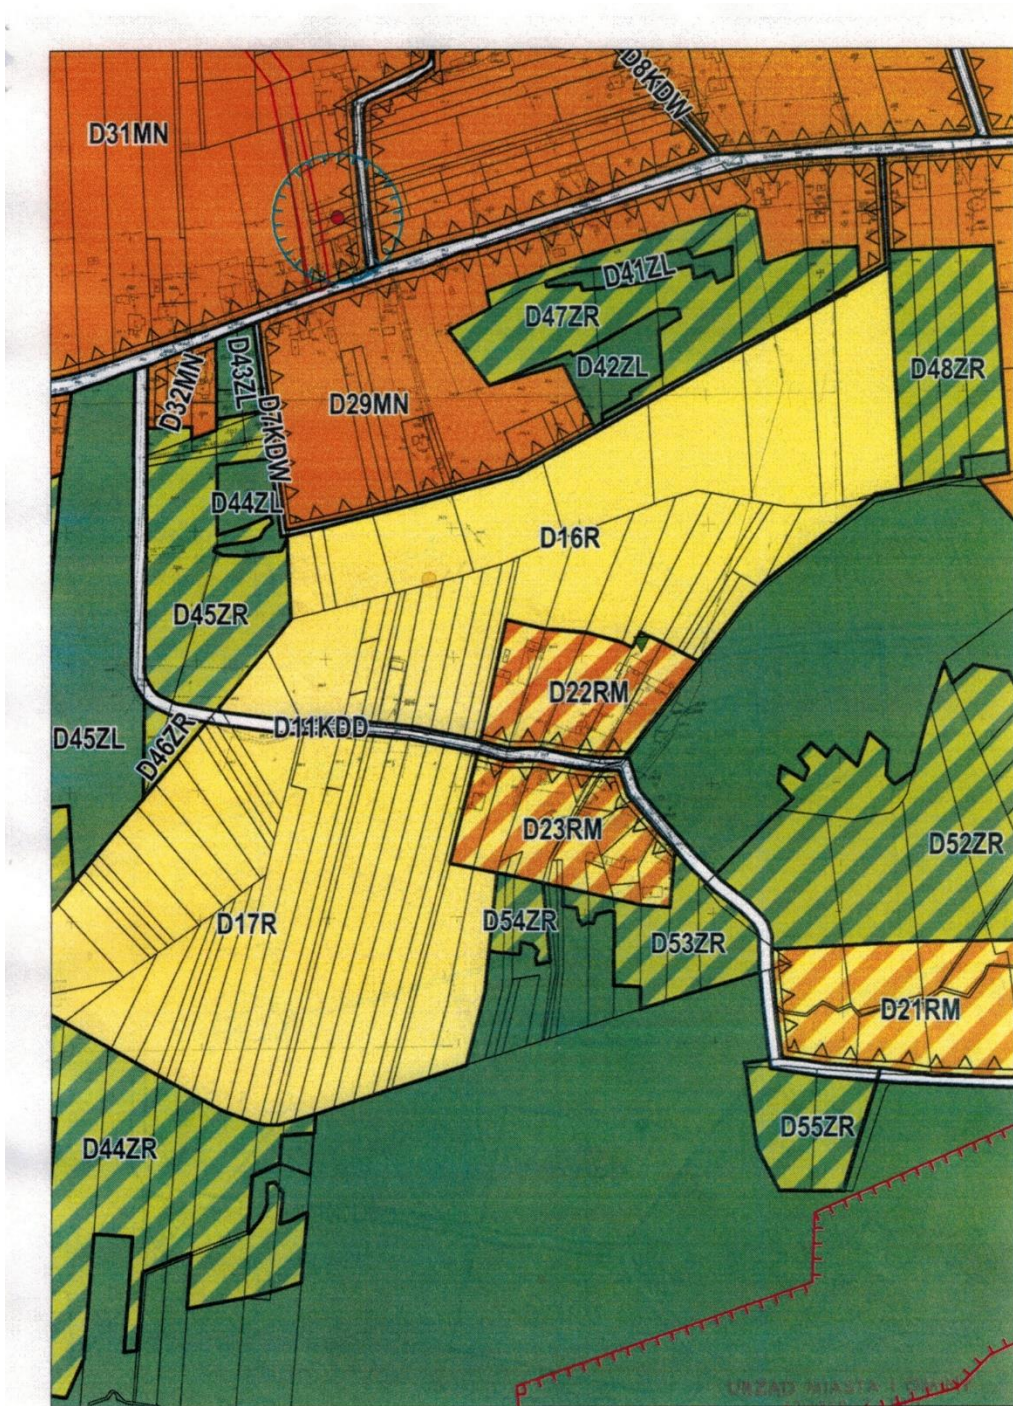 D8KDW
D31MN
D41ZL
D47ZR
D43ZL
D32MN
D42ZL
D48ZR
D7KDW
D29MN
D44ZL
D16R
D45ZR
D22RM
D11KDD
D45ZL
D46ZR
D23RM
D52ZR
D17R
D54ZR
D53ZR
D21RM
D55ZR
D44ZR
URZĄD MIASTA I GMINY